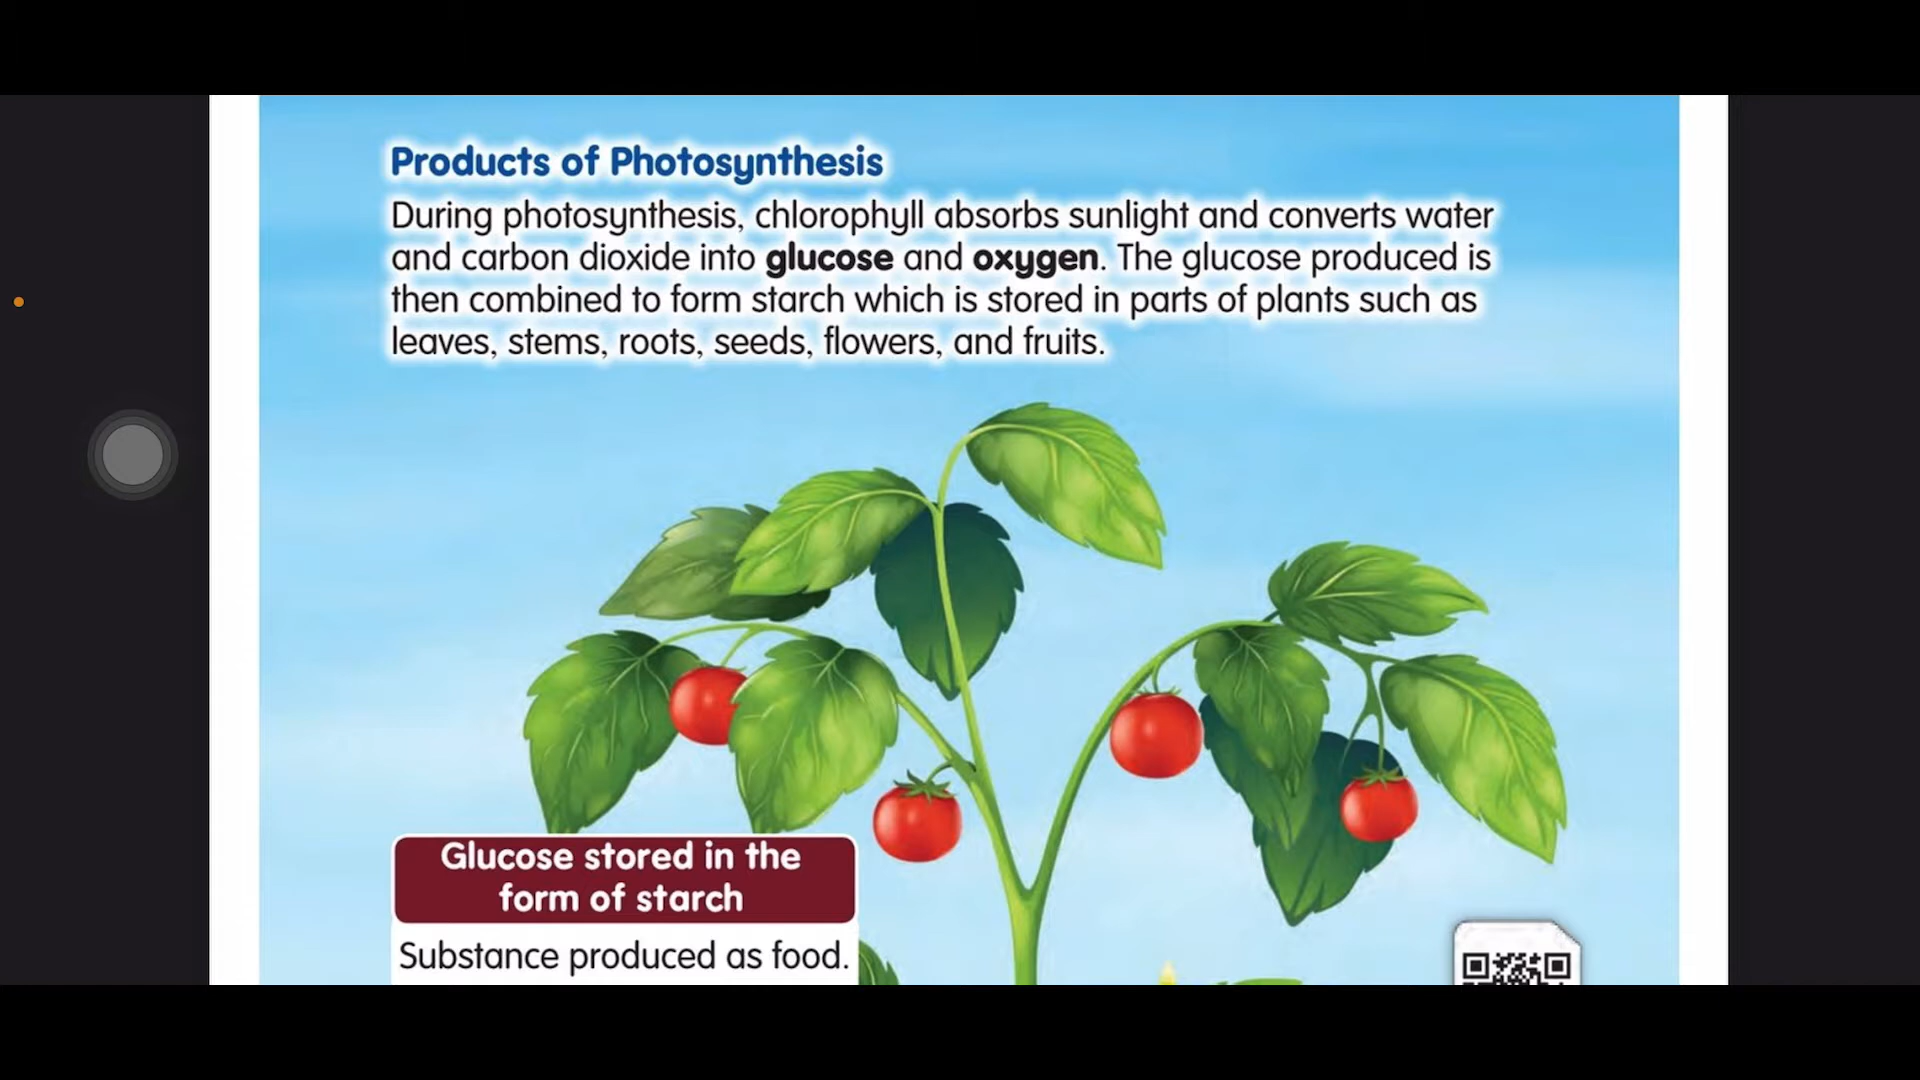 Products of Photosynthesis
During photosynthesis, chlorophyll absorbs sunlight and converts water
and carbon dioxide into glucose and oxygen. The glucose produced is
then combined to form starch which is stored in parts of plants such as
leaves, stems, roots, seeds, flowers, and fruits.
Glucose stored in the
form of starch
Substance produced as food.